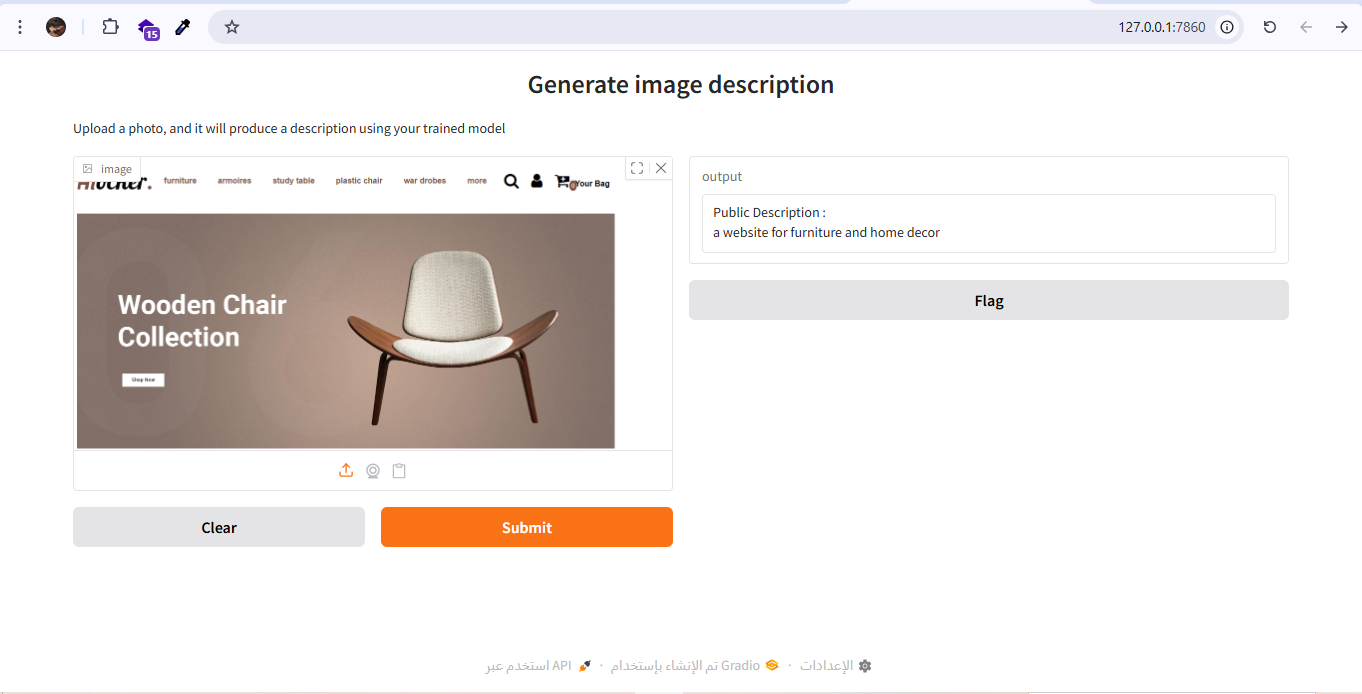 15
127.0.0.1:7860
Generate image description
Upload a photo, and it will produce a description using your trained model
image
furniture
armoires
study table
plastic chair
war drobes
more
Your Bag
Wooden Chair
Collection
Shop Now
Clear
Submit
output
Public Description :
a website for furniture and home decor
Flag
استخدم عبر API · تم الإنشاء بإستخدام Gradio · الإعدادات